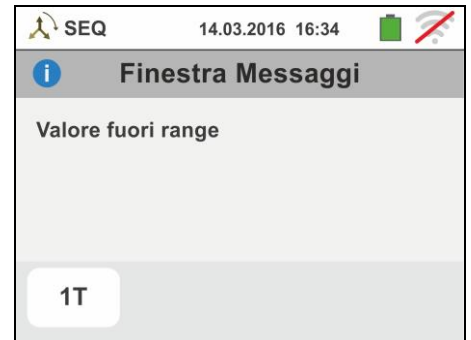 SEQ 14.03.2016 16:34
i Finestra Messaggi
Valore fuori range
1T